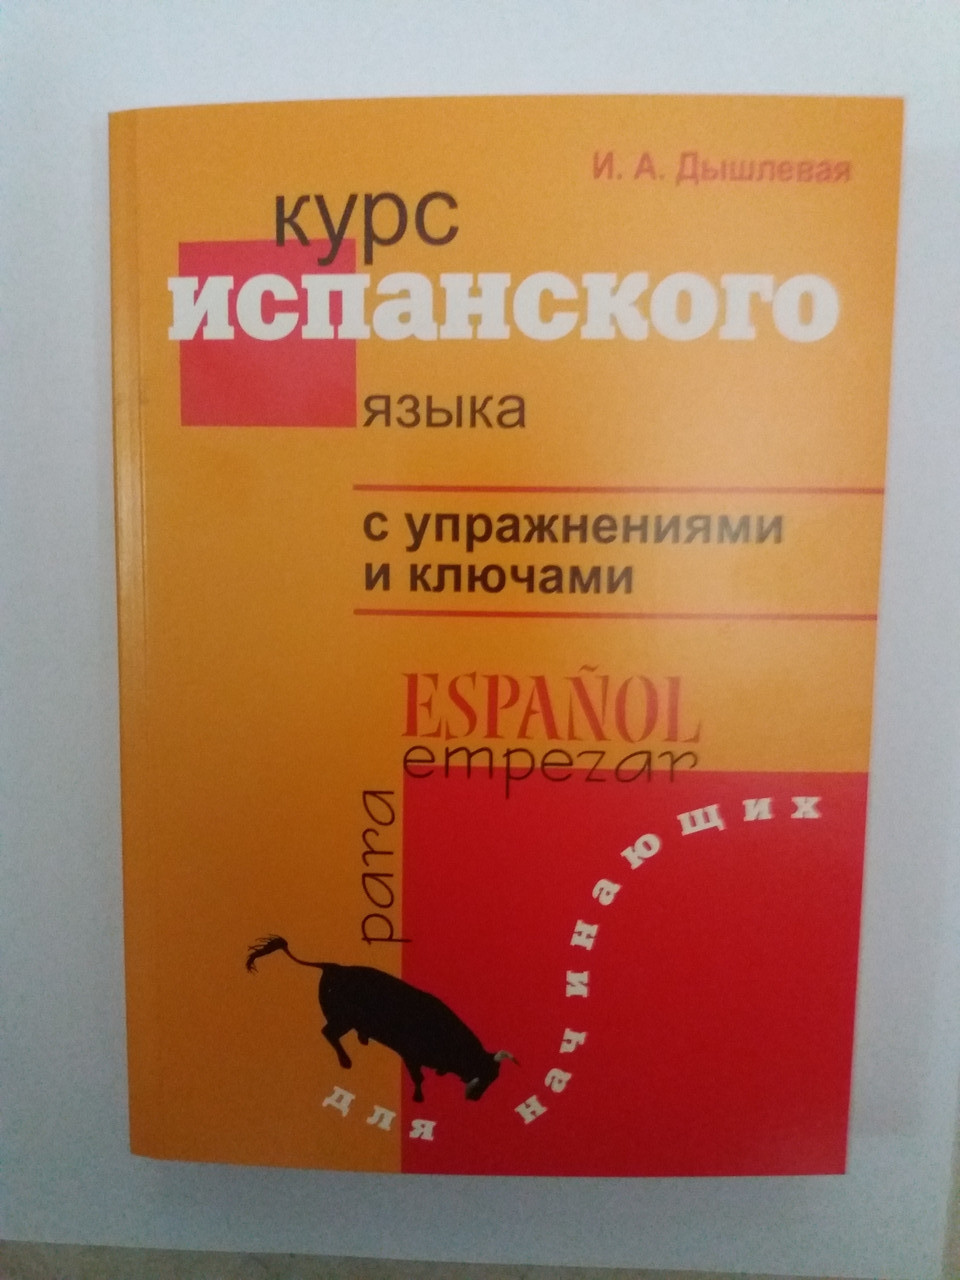 И. А. Дышлевая
курс
испанского
языка
с упражнениями
и ключами
ESPAÑOL
para
empezar
для
начинающих